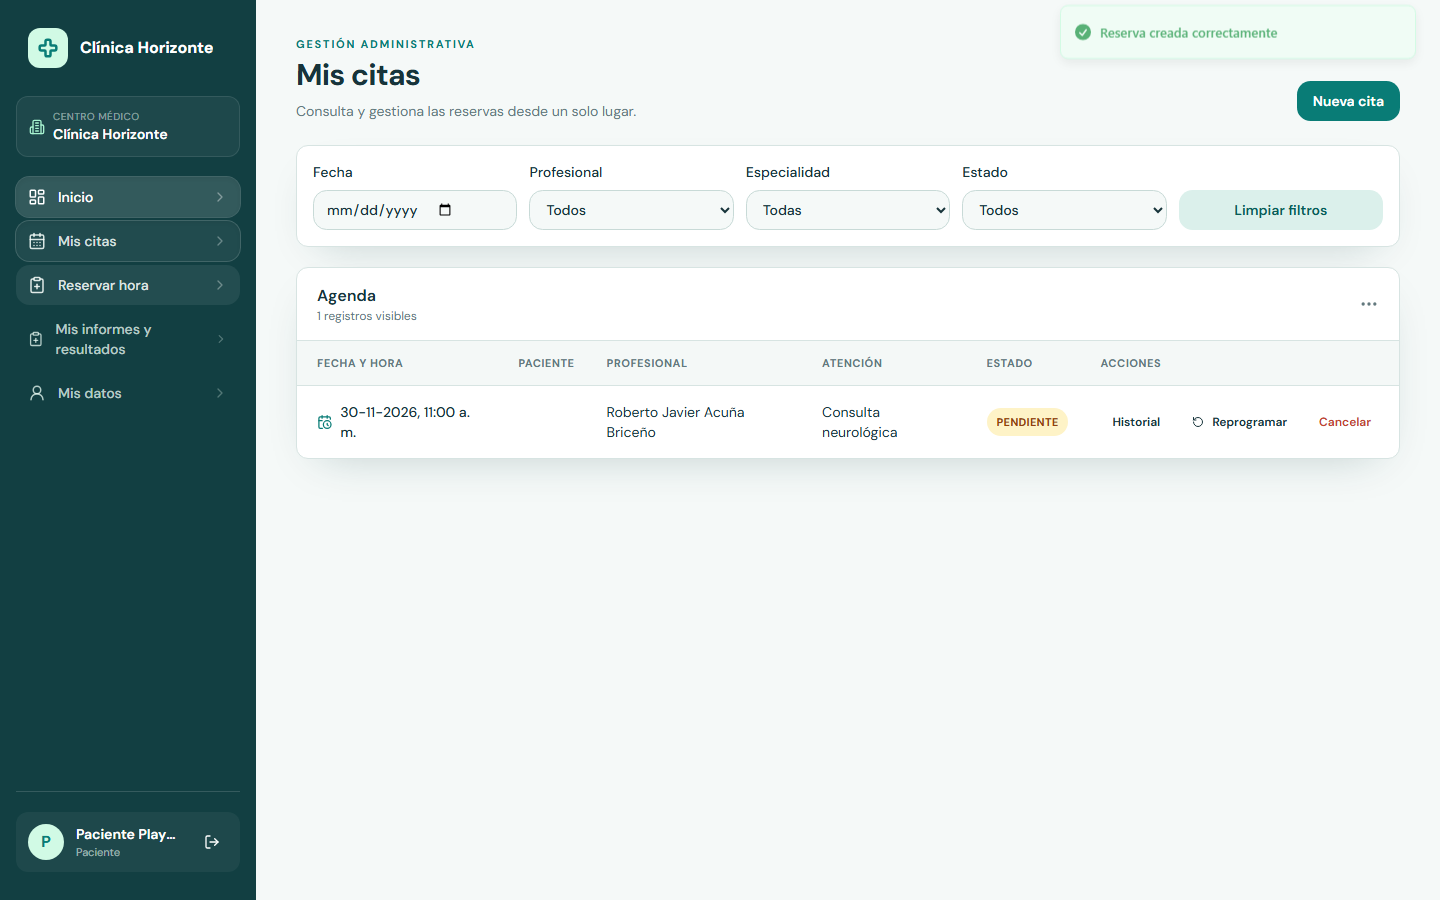 Clínica Horizonte
CENTRO MÉDICO
Clínica Horizonte
Inicio
Mis citas
Reservar hora
Mis informes y
resultados
Mis datos
P
Paciente Play...
Paciente
Reserva creada correctamente
GESTIÓN ADMINISTRATIVA
Mis citas
Consulta y gestiona las reservas desde un solo lugar.
Nueva cita
Fecha
Profesional
Especialidad
Estado
mm/dd/yyyy
Todos
Todas
Todos
Limpiar filtros
Agenda
1 registros visibles
FECHA Y HORA
PACIENTE
PROFESIONAL
ATENCIÓN
ESTADO
ACCIONES
30-11-2026, 11:00 a.
m.
Roberto Javier Acuña
Briceño
Consulta
neurológica
PENDIENTE
Historial
Reprogramar
Cancelar